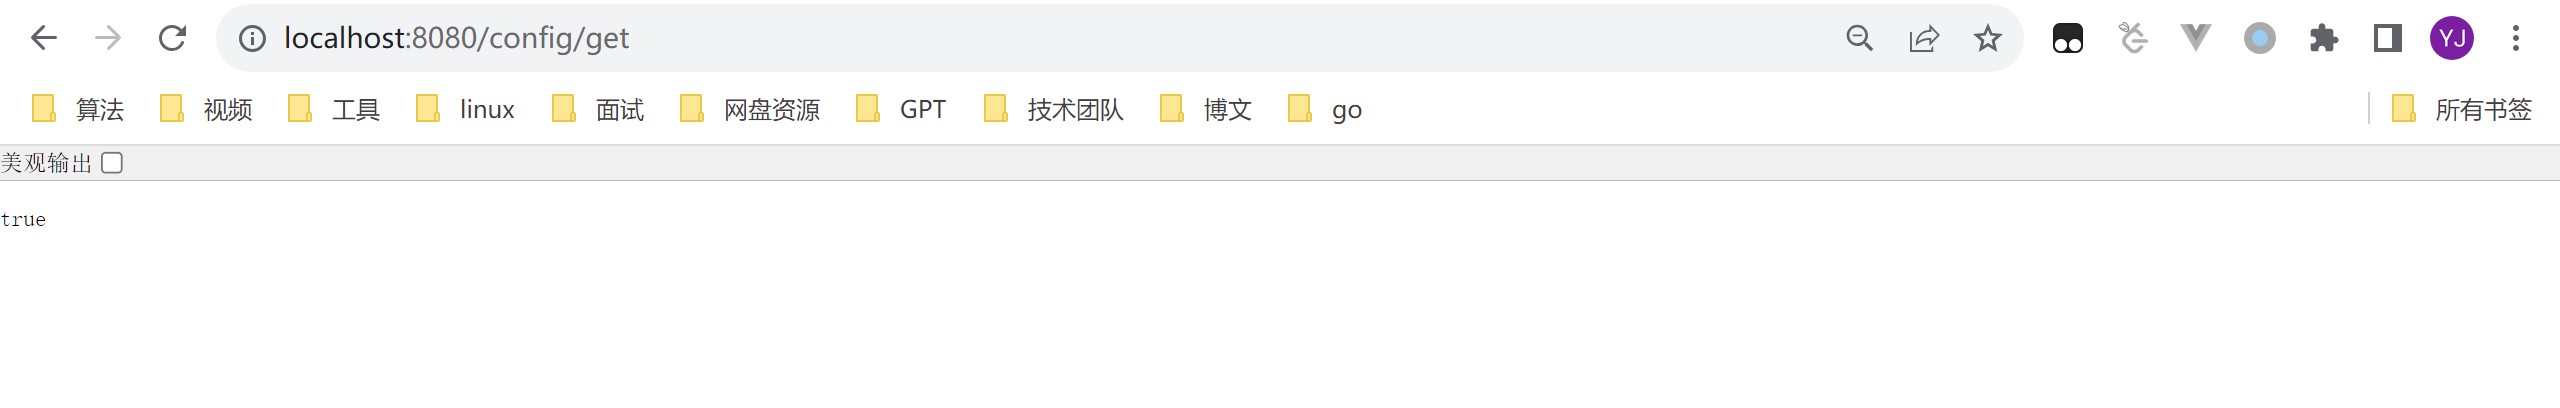 localhost:8080/config/get YJ
算法 视频 工具 linux 面试 网盘资源 GPT 技术团队 博文 go 所有书签
美观输出
true